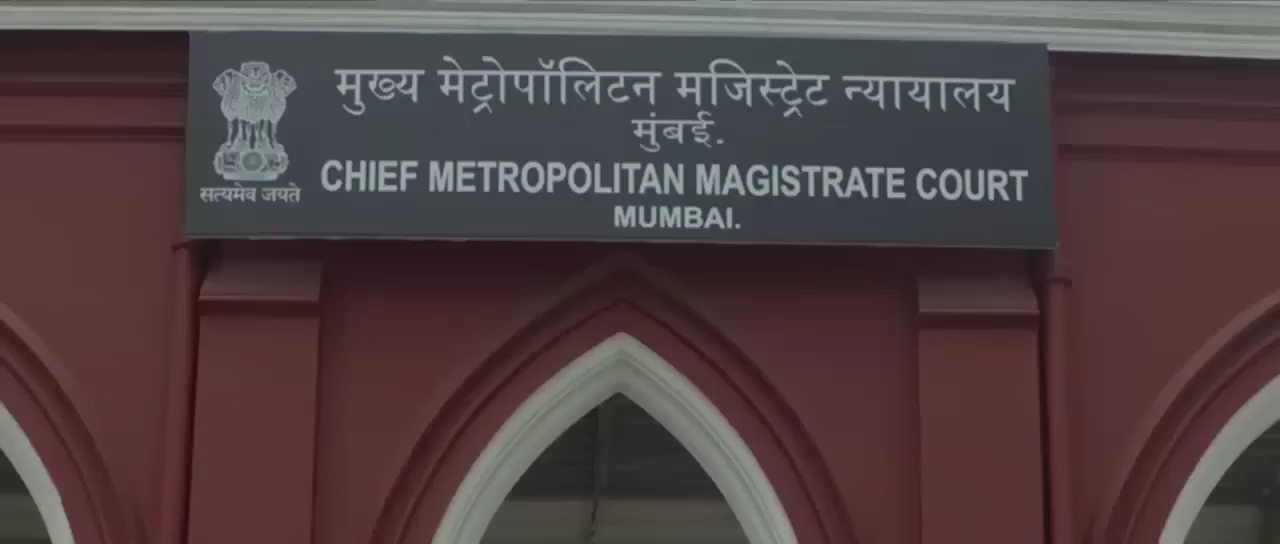 मुख्य मेट्रोपॉलिटन मजिस्ट्रेट न्यायालय
मुंबई.
सत्यमेव जयते
CHIEF METROPOLITAN MAGISTRATE COURT
MUMBAI.